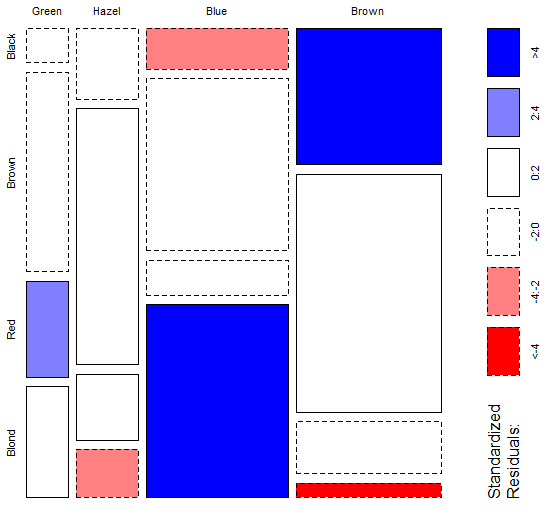 Green Hazel Blue Brown
Black
Brown
Red
Blond
>4
2:4
0:2
-2:0
-4:-2
<-4
Standardized
Residuals: